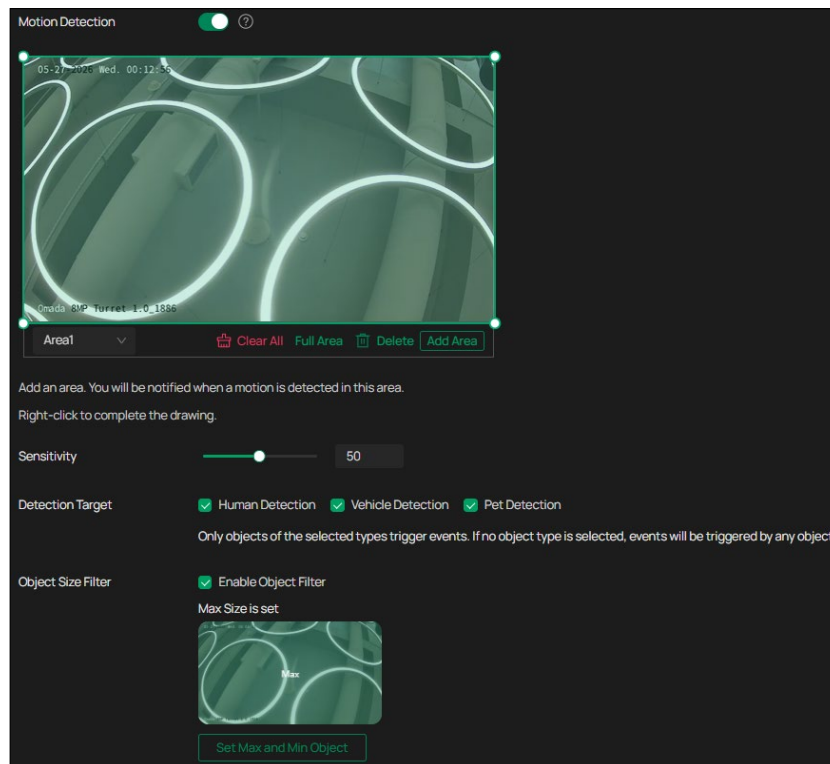 Motion Detection
05-27-2026 Wed. 00:12:56
Omada 8MP Turret 1.0_1886
Area1 Clear All Full Area Delete Add Area
Add an area. You will be notified when a motion is detected in this area.
Right-click to complete the drawing.
Sensitivity 50
Detection Target Human Detection Vehicle Detection Pet Detection
Only objects of the selected types trigger events. If no object type is selected, events will be triggered by any object
Object Size Filter Enable Object Filter
Max Size is set
Max
Set Max and Min Object